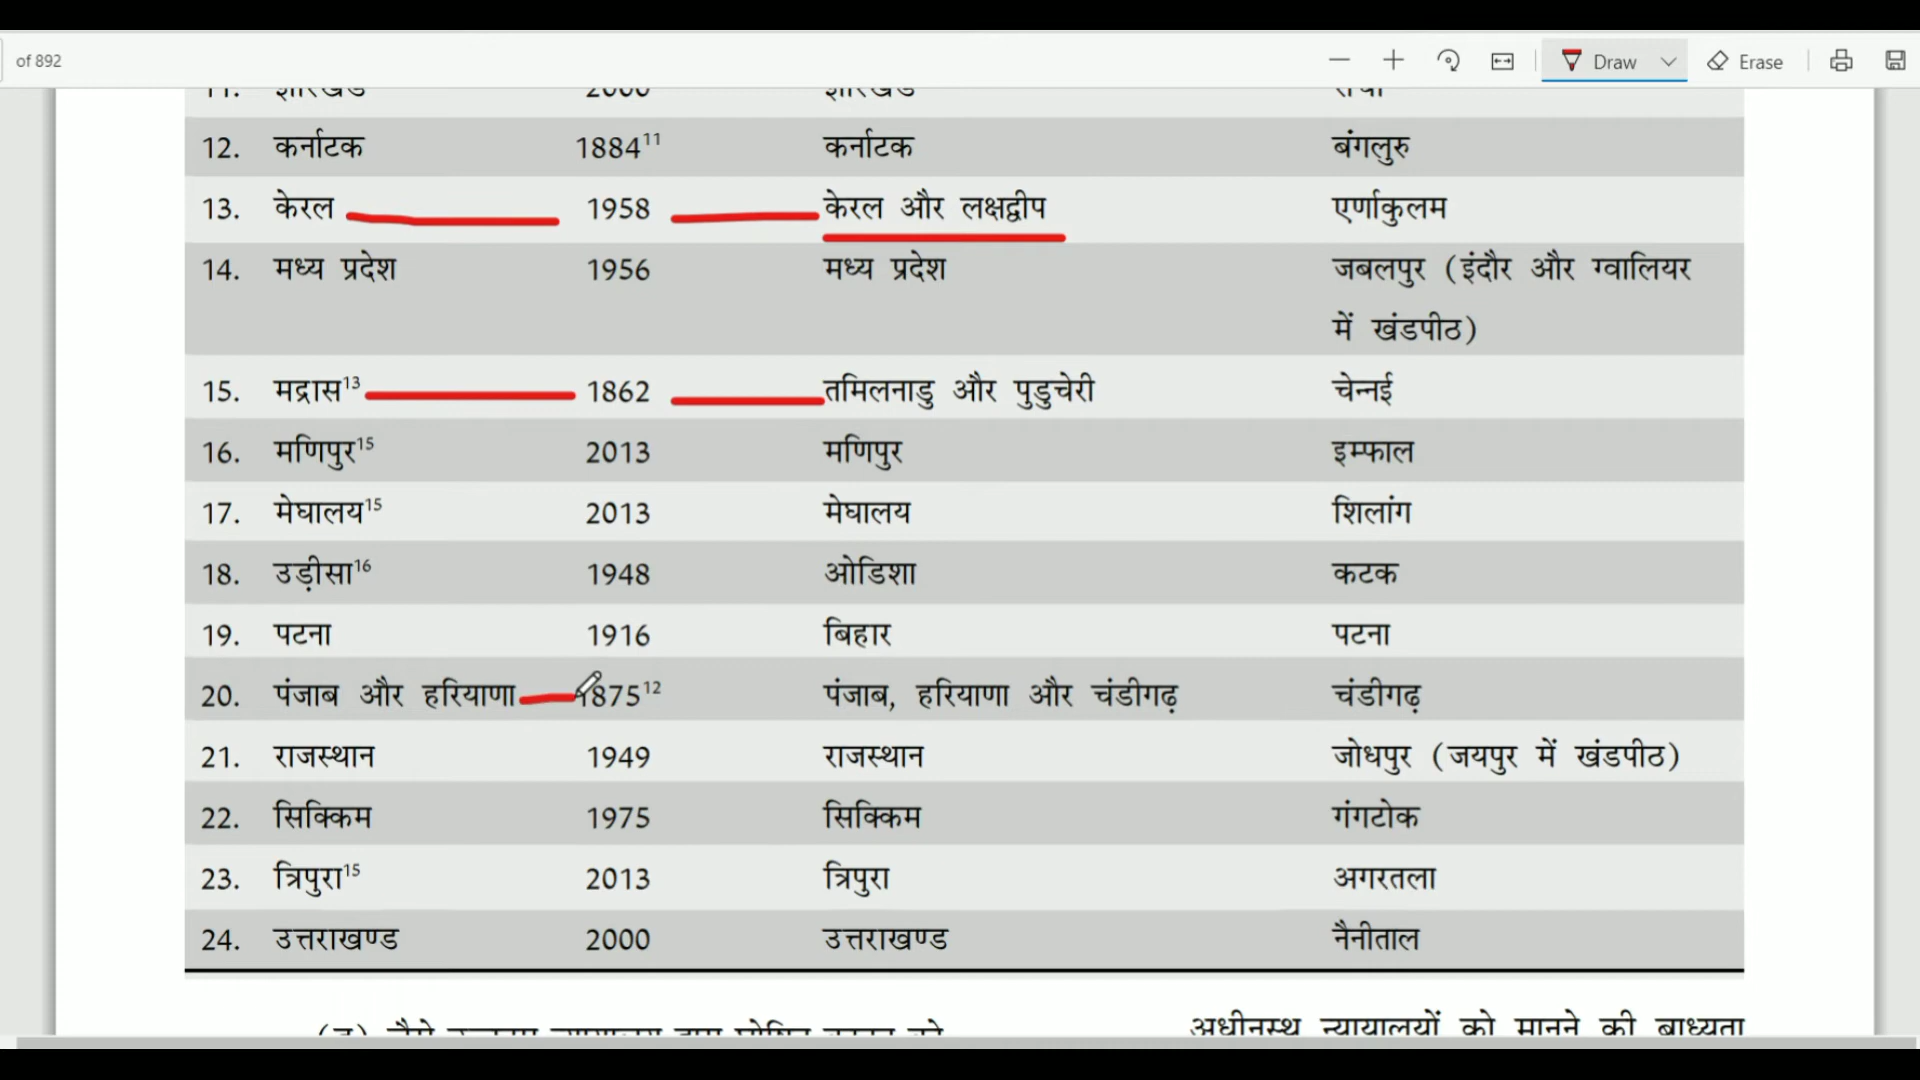 of 892
Draw
Erase
12. कर्नाटक 1884¹¹ कर्नाटक बंगलुरु
13. केरल 1958 केरल और लक्षद्वीप एर्णाकुलम
14. मध्य प्रदेश 1956 मध्य प्रदेश जबलपुर (इंदौर और ग्वालियर
में खंडपीठ)
15. मद्रास¹³ 1862 तमिलनाडु और पुडुचेरी चेन्नई
16. मणिपुर¹⁵ 2013 मणिपुर इम्फाल
17. मेघालय¹⁵ 2013 मेघालय शिलांग
18. उड़ीसा¹⁶ 1948 ओडिशा कटक
19. पटना 1916 बिहार पटना
20. पंजाब और हरियाणा 1875¹² पंजाब, हरियाणा और चंडीगढ़ चंडीगढ़
21. राजस्थान 1949 राजस्थान जोधपुर (जयपुर में खंडपीठ)
22. सिक्किम 1975 सिक्किम गंगटोक
23. त्रिपुरा¹⁵ 2013 त्रिपुरा अगरतला
24. उत्तराखण्ड 2000 उत्तराखण्ड नैनीताल
अधीनस्थ न्यायालयों को मानने की बाध्यता